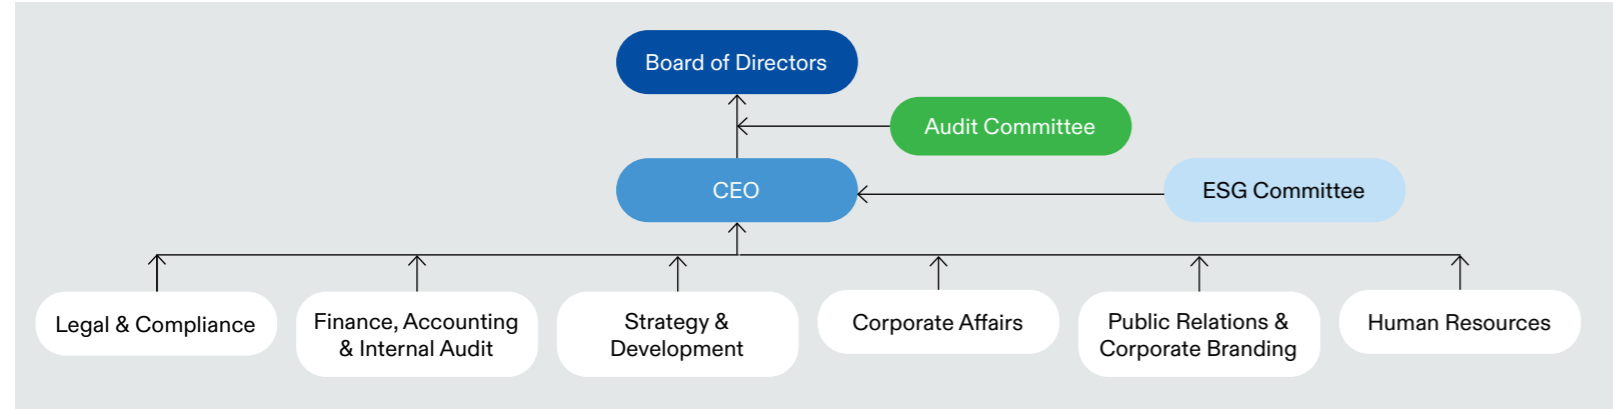 Board of Directors
Audit Committee
CEO
ESG Committee
Legal & Compliance
Finance, Accounting
& Internal Audit
Strategy &
Development
Corporate Affairs
Public Relations &
Corporate Branding
Human Resources